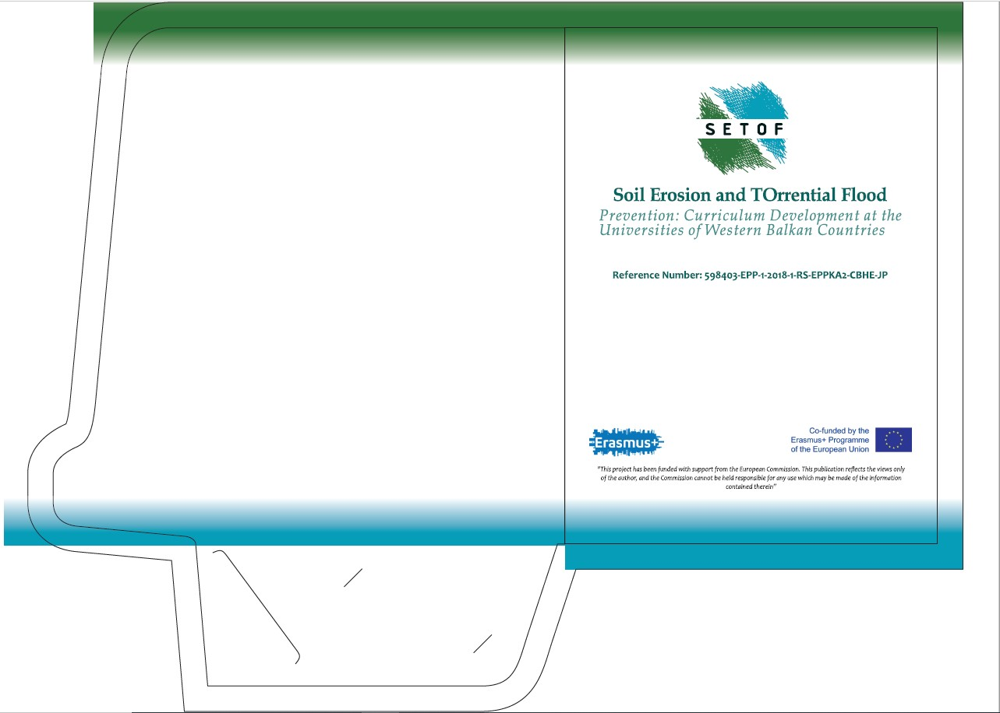 SETOF
Soil Erosion and TOrrential Flood
Prevention: Curriculum Development at the
Universities of Western Balkan Countries
Reference Number: 598403-EPP-1-2018-1-RS-EPPKA2-CBHE-JP
Erasmus+
Co-funded by the
Erasmus+ Programme
of the European Union
"This project has been funded with support from the European Commission. This publication reflects the views only
of the author, and the Commission cannot be held responsible for any use which may be made of the information
contained therein"